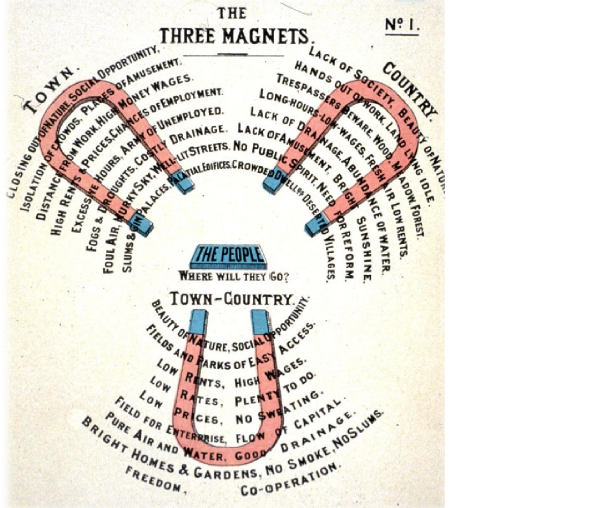 THE
THREE MAGNETS.
Nº 1.
TOWN.
CLOSING OUT OF NATURE. SOCIAL OPPORTUNITY.
ISOLATION OF CROWDS. PLACES OF AMUSEMENT.
DISTANCE FROM WORK. HIGH MONEY WAGES.
HIGH RENTS & PRICES. CHANCES OF EMPLOYMENT.
EXCESSIVE HOURS. ARMY OF UNEMPLOYED.
FOGS & DROUGHTS. COSTLY DRAINAGE.
FOUL AIR. MURKY SKY. WELL-LIT STREETS.
SLUMS & GIN PALACES. PALATIAL EDIFICES.
COUNTRY.
LACK OF SOCIETY. BEAUTY OF NATURE.
HANDS OUT OF WORK. LAND LYING IDLE.
TRESPASSERS BEWARE. WOOD, MEADOW, FOREST.
LONG HOURS-LOW WAGES. FRESH AIR. LOW RENTS.
LACK OF DRAINAGE. ABUNDANCE OF WATER.
LACK OF AMUSEMENT. BRIGHT SUNSHINE.
NO PUBLIC SPIRIT. NEED FOR REFORM.
CROWDED DWELLGS. DESERTED VILLAGES.
THE PEOPLE
WHERE WILL THEY GO?
TOWN-COUNTRY.
BEAUTY OF NATURE, SOCIAL OPPORTUNITY.
FIELDS AND PARKS OF EASY ACCESS.
LOW RENTS, HIGH WAGES.
LOW RATES, PLENTY TO DO.
LOW PRICES, NO SWEATING.
FIELD FOR ENTERPRISE, FLOW OF CAPITAL.
PURE AIR AND WATER, GOOD DRAINAGE.
BRIGHT HOMES & GARDENS, NO SMOKE, NO SLUMS.
FREEDOM. CO-OPERATION.